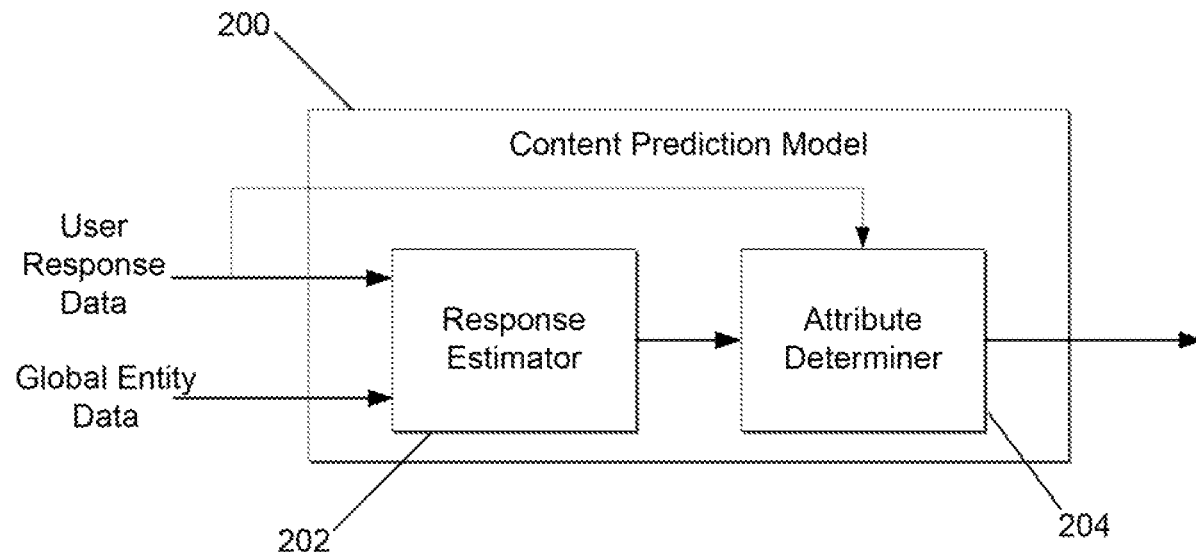 200
Content Prediction Model
User
Response
Data
Response
Estimator
Attribute
Determiner
Global Entity
Data
202
204